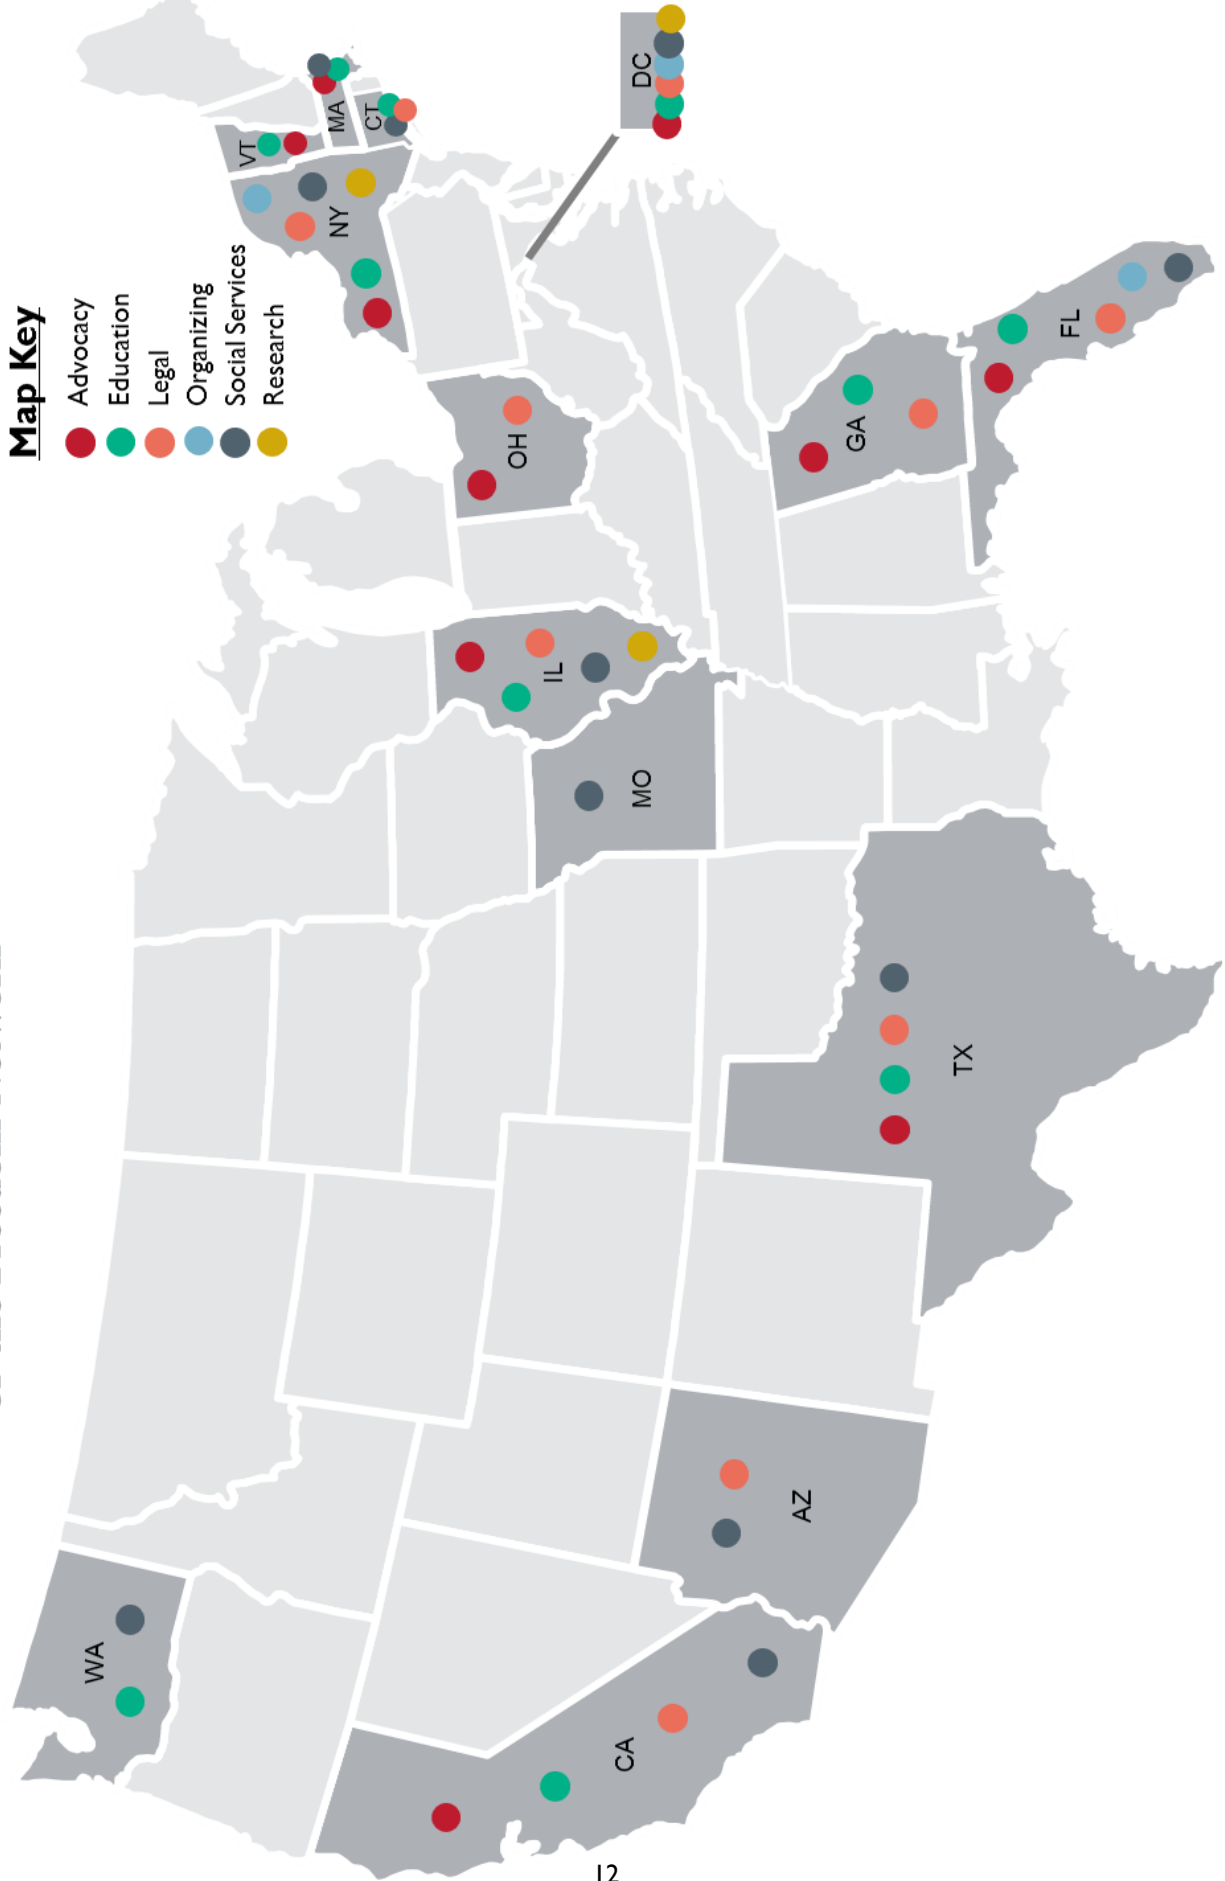 Map Key
Advocacy
Education
Legal
Organizing
Social Services
Research
WA
CA
AZ
TX
MO
IL
OH
GA
FL
NY
VT
MA
CT
DC
12